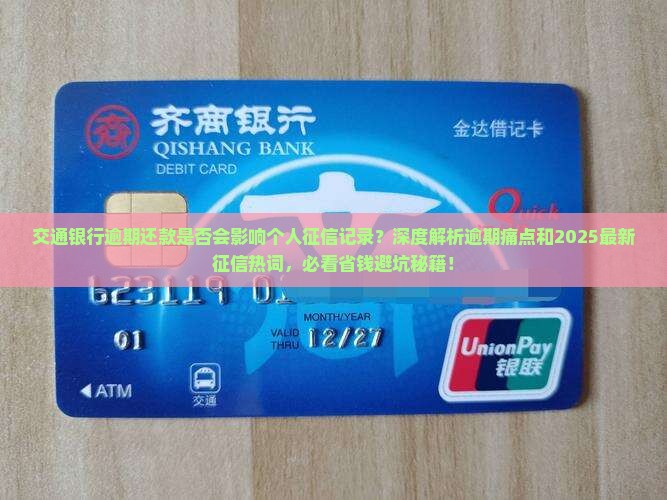 齐商银行
QISHANG BANK
DEBIT CARD
金达借记卡
Quick
交通银行逾期还款是否会影响个人征信记录？深度解析逾期痛点和2025最新
征信热词，必看省钱避坑秘籍！
623119 01
MONTH/YEAR
01 VALID THRU 12/27
ATM
交通
UnionPay
银联